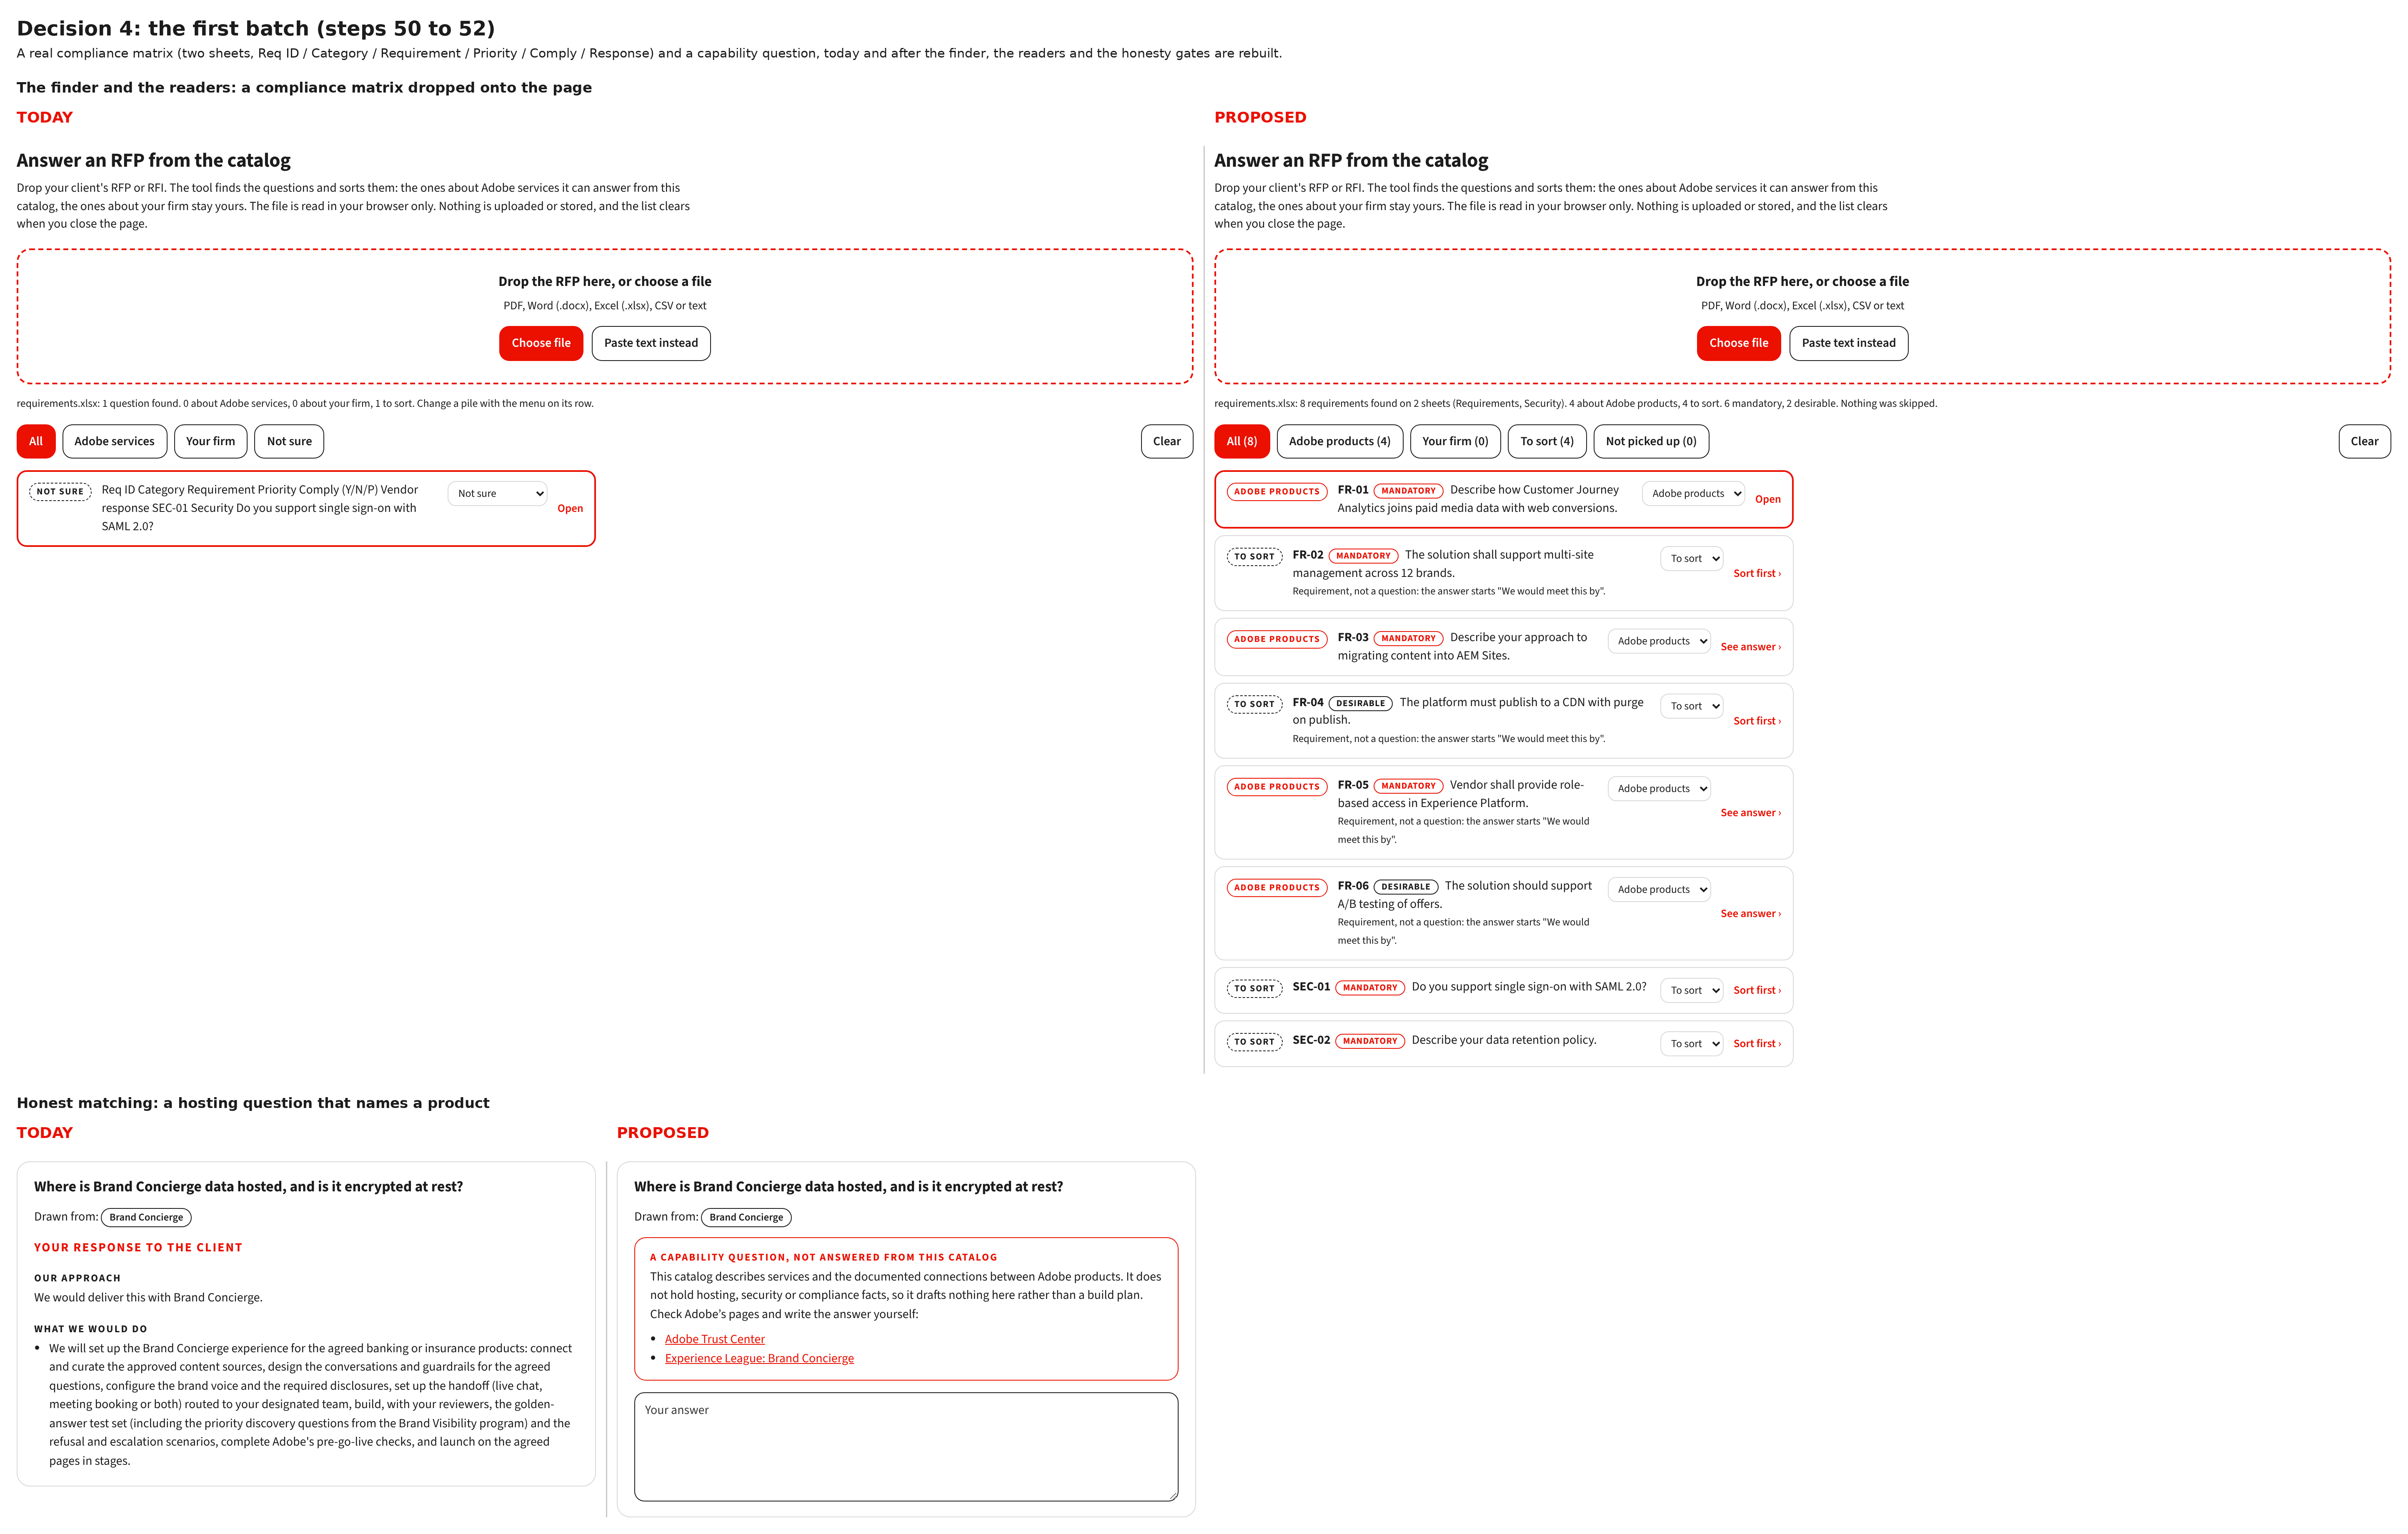 Decision 4: the first batch (steps 50 to 52)
A real compliance matrix (two sheets, Req ID / Category / Requirement / Priority / Comply / Response) and a capability question, today and after the finder, the readers and the honesty gates are rebuilt.
The finder and the readers: a compliance matrix dropped onto the page
TODAY
Answer an RFP from the catalog
Drop your client's RFP or RFI. The tool finds the questions and sorts them: the ones about Adobe services it can answer from this
catalog, the ones about your firm stay yours. The file is read in your browser only. Nothing is uploaded or stored, and the list clears
when you close the page.
Drop the RFP here, or choose a file
PDF, Word (.docx), Excel (.xlsx), CSV or text
Choose file
Paste text instead
requirements.xlsx: 1 question found. 0 about Adobe services, 0 about your firm, 1 to sort. Change a pile with the menu on its row.
All
Adobe services
Your firm
Not sure
Clear
NOT SURE
Req ID Category Requirement Priority Comply (Y/N/P) Vendor
response SEC-01 Security Do you support single sign-on with
SAML 2.0?
Not sure
Open
PROPOSED
Answer an RFP from the catalog
Drop your client's RFP or RFI. The tool finds the questions and sorts them: the ones about Adobe services it can answer from this
catalog, the ones about your firm stay yours. The file is read in your browser only. Nothing is uploaded or stored, and the list clears
when you close the page.
Drop the RFP here, or choose a file
PDF, Word (.docx), Excel (.xlsx), CSV or text
Choose file
Paste text instead
requirements.xlsx: 8 requirements found on 2 sheets (Requirements, Security). 4 about Adobe products, 4 to sort. 6 mandatory, 2 desirable. Nothing was skipped.
All (8)
Adobe products (4)
Your firm (0)
To sort (4)
Not picked up (0)
Clear
ADOBE PRODUCTS
FR-01 MANDATORY Describe how Customer Journey
Analytics joins paid media data with web conversions.
Adobe products
Open
TO SORT
FR-02 MANDATORY The solution shall support multi-site
management across 12 brands.
Requirement, not a question: the answer starts "We would meet this by".
To sort
Sort first ›
ADOBE PRODUCTS
FR-03 MANDATORY Describe your approach to
migrating content into AEM Sites.
Adobe products
See answer ›
TO SORT
FR-04 DESIRABLE The platform must publish to a CDN with purge
on publish.
Requirement, not a question: the answer starts "We would meet this by".
To sort
Sort first ›
ADOBE PRODUCTS
FR-05 MANDATORY Vendor shall provide role-
based access in Experience Platform.
Requirement, not a question: the answer starts "We would
meet this by".
Adobe products
See answer ›
ADOBE PRODUCTS
FR-06 DESIRABLE The solution should support
A/B testing of offers.
Requirement, not a question: the answer starts "We would
meet this by".
Adobe products
See answer ›
TO SORT
SEC-01 MANDATORY Do you support single sign-on with SAML 2.0?
To sort
Sort first ›
TO SORT
SEC-02 MANDATORY Describe your data retention policy.
To sort
Sort first ›
Honest matching: a hosting question that names a product
TODAY
Where is Brand Concierge data hosted, and is it encrypted at rest?
Drawn from: Brand Concierge
YOUR RESPONSE TO THE CLIENT
OUR APPROACH
We would deliver this with Brand Concierge.
WHAT WE WOULD DO
• We will set up the Brand Concierge experience for the agreed banking or insurance products: connect
and curate the approved content sources, design the conversations and guardrails for the agreed
questions, configure the brand voice and the required disclosures, set up the handoff (live chat,
meeting booking or both) routed to your designated team, build, with your reviewers, the golden-
answer test set (including the priority discovery questions from the Brand Visibility program) and the
refusal and escalation scenarios, complete Adobe's pre-go-live checks, and launch on the agreed
pages in stages.
PROPOSED
Where is Brand Concierge data hosted, and is it encrypted at rest?
Drawn from: Brand Concierge
A CAPABILITY QUESTION, NOT ANSWERED FROM THIS CATALOG
This catalog describes services and the documented connections between Adobe products. It does
not hold hosting, security or compliance facts, so it drafts nothing here rather than a build plan.
Check Adobe’s pages and write the answer yourself:
• Adobe Trust Center
• Experience League: Brand Concierge
Your answer